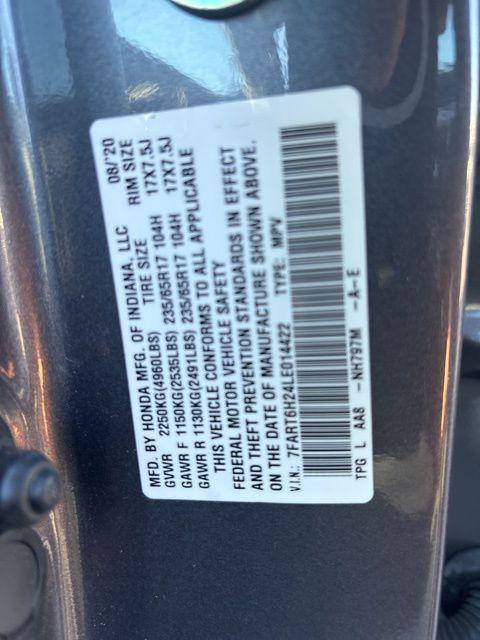 MFD. BY HONDA MFG. OF INDIANA, LLC 08/'20
GVWR 2250KG(4960LBS) TIRE SIZE RIM SIZE
GAWR F 1150KG(2535LBS) 235/65R17 104H 17X7.5J
GAWR R 1130KG(2491LBS) 235/65R17 104H 17X7.5J
THIS VEHICLE CONFORMS TO ALL APPLICABLE
FEDERAL MOTOR VEHICLE SAFETY
AND THEFT PREVENTION STANDARDS IN EFFECT
ON THE DATE OF MANUFACTURE SHOWN ABOVE.
V.I.N.: 7FART6H24LE014422 TYPE: MPV
TPG L AA8 -NH797M -A-E